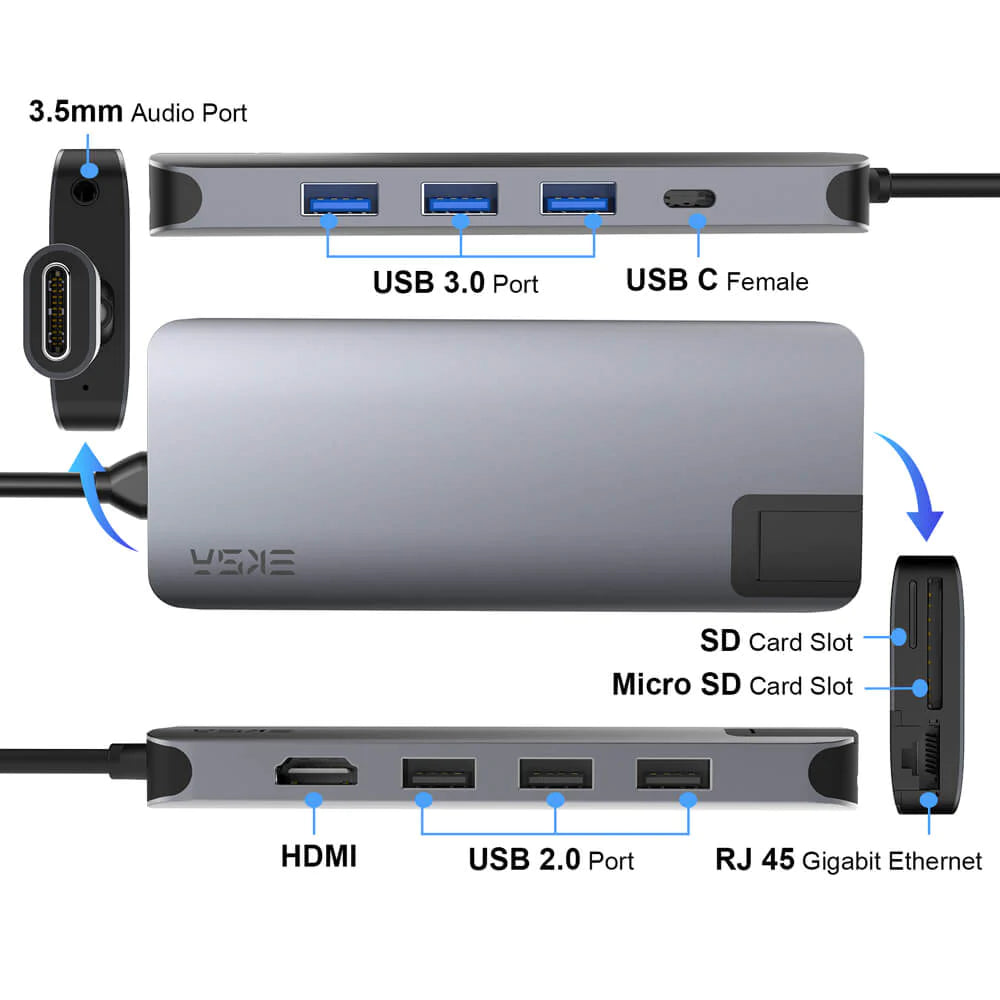 3.5mm Audio Port
USB 3.0 Port
USB C Female
EKSA
SD Card Slot
Micro SD Card Slot
HDMI
USB 2.0 Port
RJ 45 Gigabit Ethernet